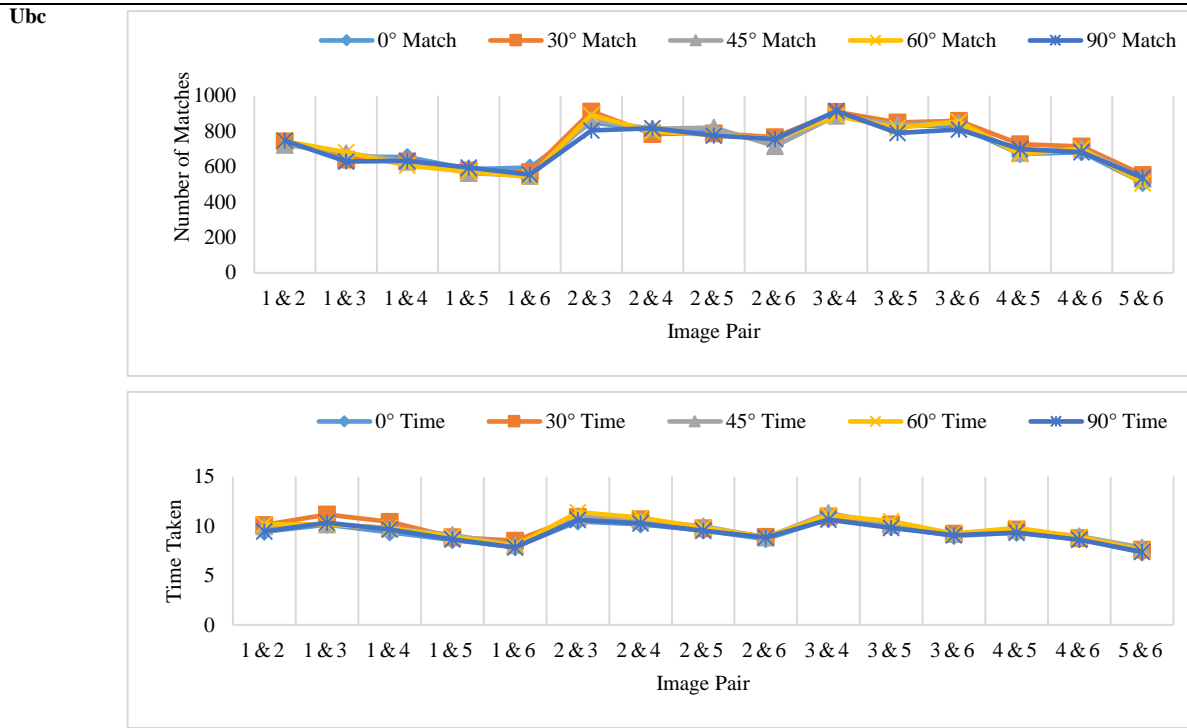 Ubc
0° Match 30° Match 45° Match 60° Match 90° Match
Number of Matches
1000
800
600
400
200
0
1 & 2 1 & 3 1 & 4 1 & 5 1 & 6 2 & 3 2 & 4 2 & 5 2 & 6 3 & 4 3 & 5 3 & 6 4 & 5 4 & 6 5 & 6
Image Pair
0° Time 30° Time 45° Time 60° Time 90° Time
Time Taken
15
10
5
0
1 & 2 1 & 3 1 & 4 1 & 5 1 & 6 2 & 3 2 & 4 2 & 5 2 & 6 3 & 4 3 & 5 3 & 6 4 & 5 4 & 6 5 & 6
Image Pair